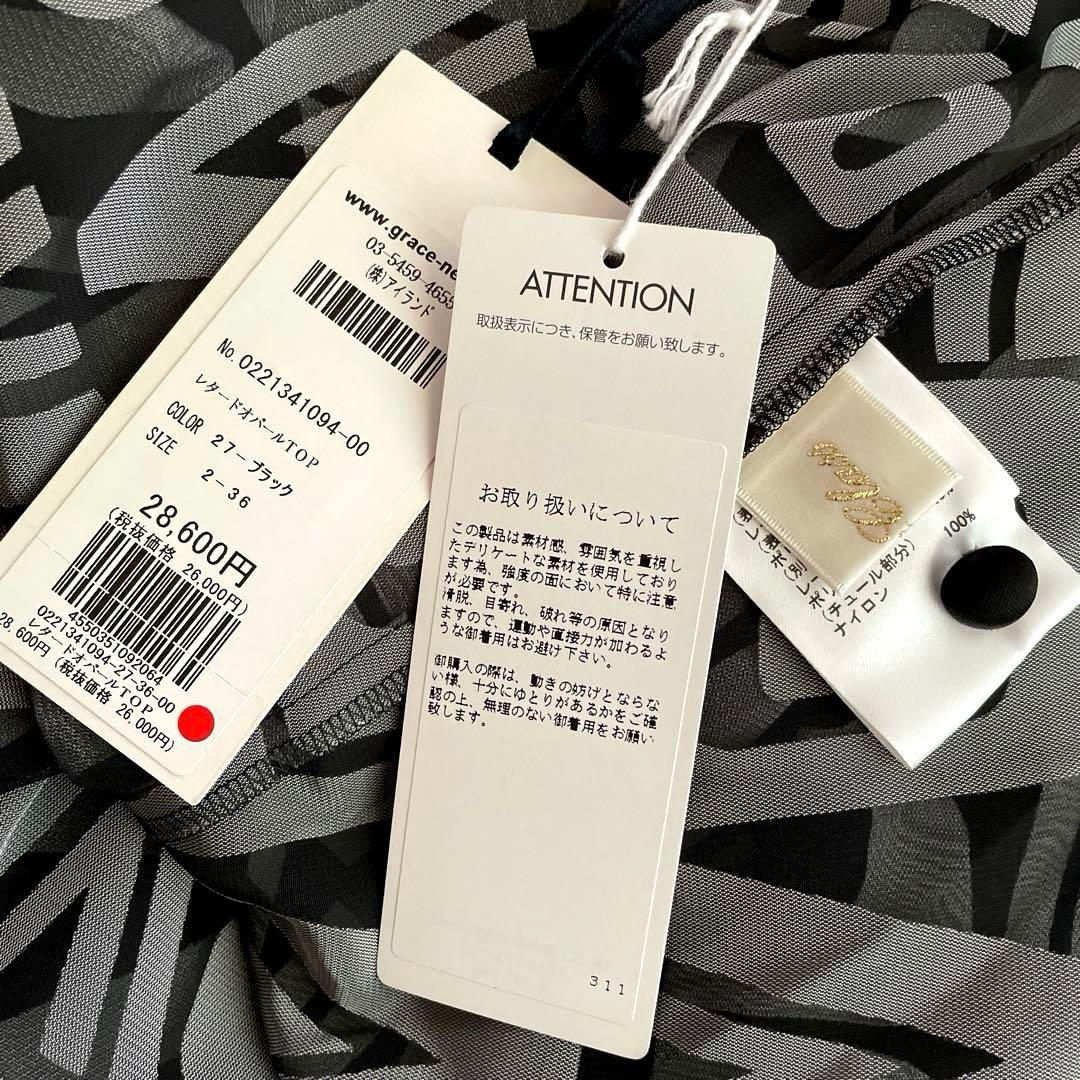 www.grace-ne
03-5459-4655
(株)アイランド
No. 0221341094-00
レタードオパールTOP
COLOR 27-ブラック
SIZE 2-36
28,600円
(税抜価格 26,000円)
4550351092064
0221341094-27-36-00
レタードオパールTOP
28,600円(税抜価格 26,000円)
ATTENTION
取扱表示につき、保管をお願い致します。
お取り扱いについて
この製品は素材感、雰囲気を重視し
たデリケートな素材を使用しており
ます為、強度の面において特に注意
が必要です。
滑脱、目寄れ、破れ等の原因となり
ますので、運動や直接力が加わるよ
うな御着用はお避け下さい。
御購入の際は、動きの妨げとならな
い様、十分にゆとりがあるかをご確
認の上、無理のない御着用をお願い
致します。
311
チュール部分)
ナイロン 100%